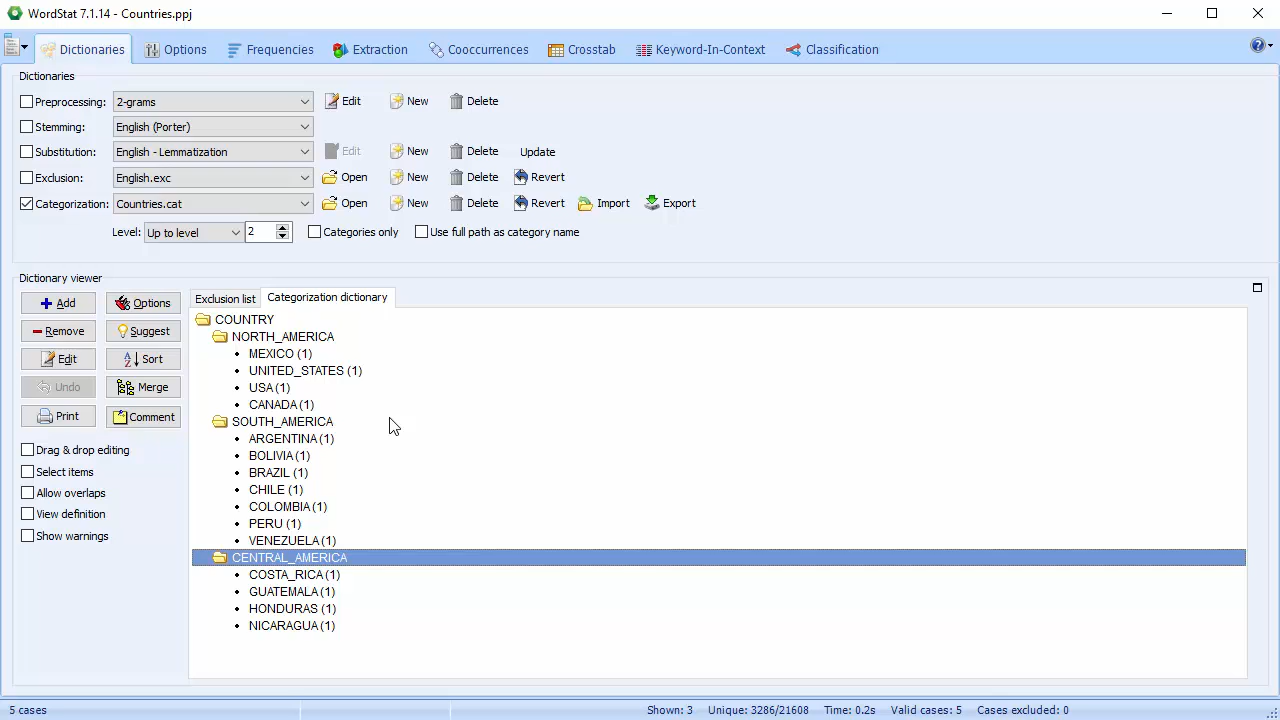 WordStat 7.1.14 - Countries.ppj
Dictionaries Options Frequencies Extraction Cooccurrences Crosstab Keyword-In-Context Classification
Dictionaries
Preprocessing: 2-grams Edit New Delete
Stemming: English (Porter)
Substitution: English - Lemmatization Edit New Delete Update
Exclusion: English.exc Open New Delete Revert
Categorization: Countries.cat Open New Delete Revert Import Export
Level: Up to level 2 Categories only Use full path as category name
Dictionary viewer
Add Options
Remove Suggest
Edit Sort
Undo Merge
Print Comment
Drag & drop editing
Select items
Allow overlaps
View definition
Show warnings
Exclusion list Categorization dictionary
COUNTRY
NORTH_AMERICA
MEXICO (1)
UNITED_STATES (1)
USA (1)
CANADA (1)
SOUTH_AMERICA
ARGENTINA (1)
BOLIVIA (1)
BRAZIL (1)
CHILE (1)
COLOMBIA (1)
PERU (1)
VENEZUELA (1)
CENTRAL_AMERICA
COSTA_RICA (1)
GUATEMALA (1)
HONDURAS (1)
NICARAGUA (1)
5 cases Shown: 3 Unique: 3286/21608 Time: 0.2s Valid cases: 5 Cases excluded: 0